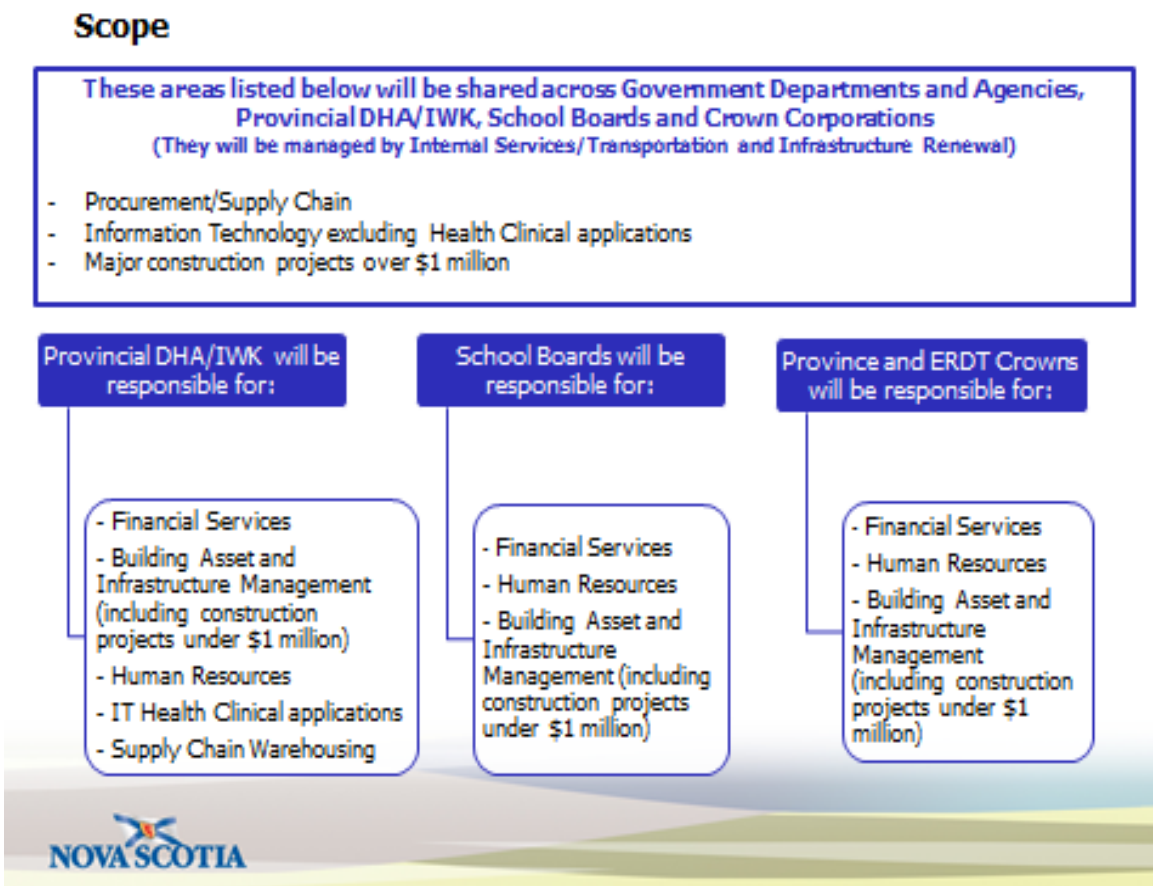 Scope
These areas listed below will be shared across Government Departments and Agencies,
Provincial DHA/IWK, School Boards and Crown Corporations
(They will be managed by Internal Services/Transportation and Infrastructure Renewal)
- Procurement/Supply Chain
- Information Technology excluding Health Clinical applications
- Major construction projects over $1 million
Provincial DHA/IWK will be
responsible for:
- Financial Services
- Building Asset and
Infrastructure Management
(including construction
projects under $1 million)
- Human Resources
- IT Health Clinical applications
- Supply Chain Warehousing
School Boards will be
responsible for:
- Financial Services
- Human Resources
- Building Asset and
Infrastructure
Management (including
construction projects
under $1 million)
Province and ERDT Crowns
will be responsible for:
- Financial Services
- Human Resources
- Building Asset and
Infrastructure
Management
(including construction
projects under $1
million)
NOVA SCOTIA